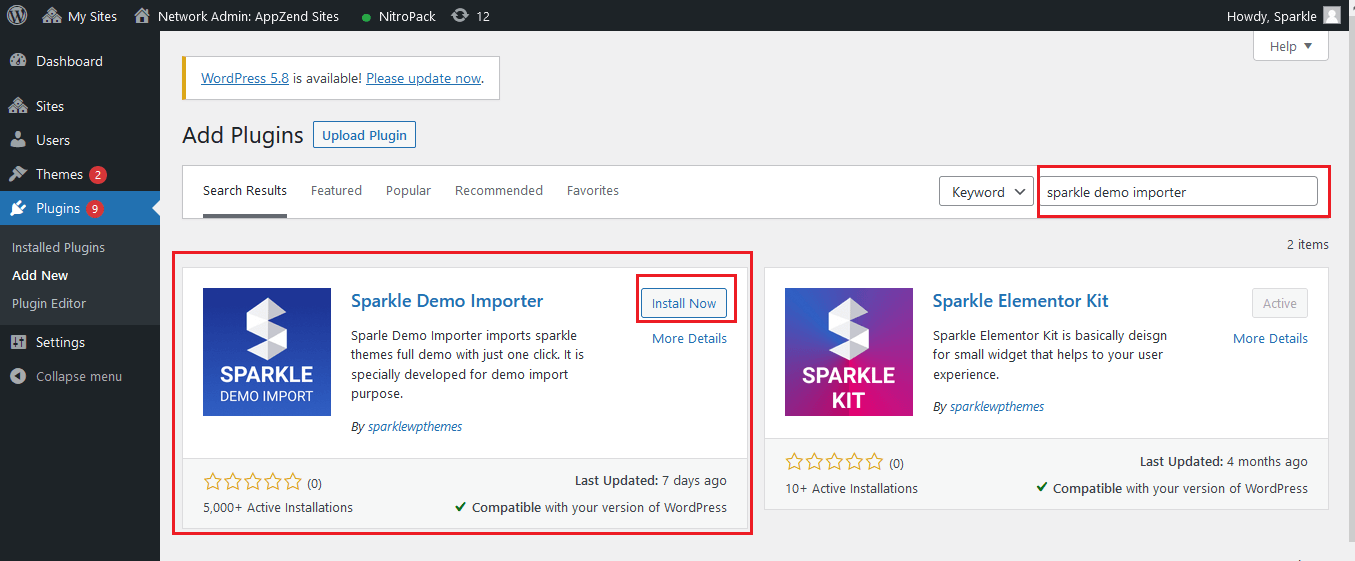 My Sites
Network Admin: AppZend Sites
NitroPack
12
Howdy, Sparkle
Dashboard
Sites
Users
Themes 2
Plugins 9
Installed Plugins
Add New
Plugin Editor
Settings
Collapse menu
Help
WordPress 5.8 is available! Please update now.
Add Plugins
Upload Plugin
Search Results
Featured
Popular
Recommended
Favorites
Keyword
sparkle demo importer
2 items
SPARKLE
DEMO IMPORT
Sparkle Demo Importer
Install Now
More Details
Sparle Demo Importer imports sparkle
themes full demo with just one click. It is
specially developed for demo import
purpose.
By sparklewpthemes
(0)
5,000+ Active Installations
Last Updated: 7 days ago
Compatible with your version of WordPress
SPARKLE
KIT
Sparkle Elementor Kit
Active
More Details
Sparkle Elementor Kit is basically deisgn
for small widget that helps to your user
experience.
By sparklewpthemes
(0)
10+ Active Installations
Last Updated: 4 months ago
Compatible with your version of WordPress